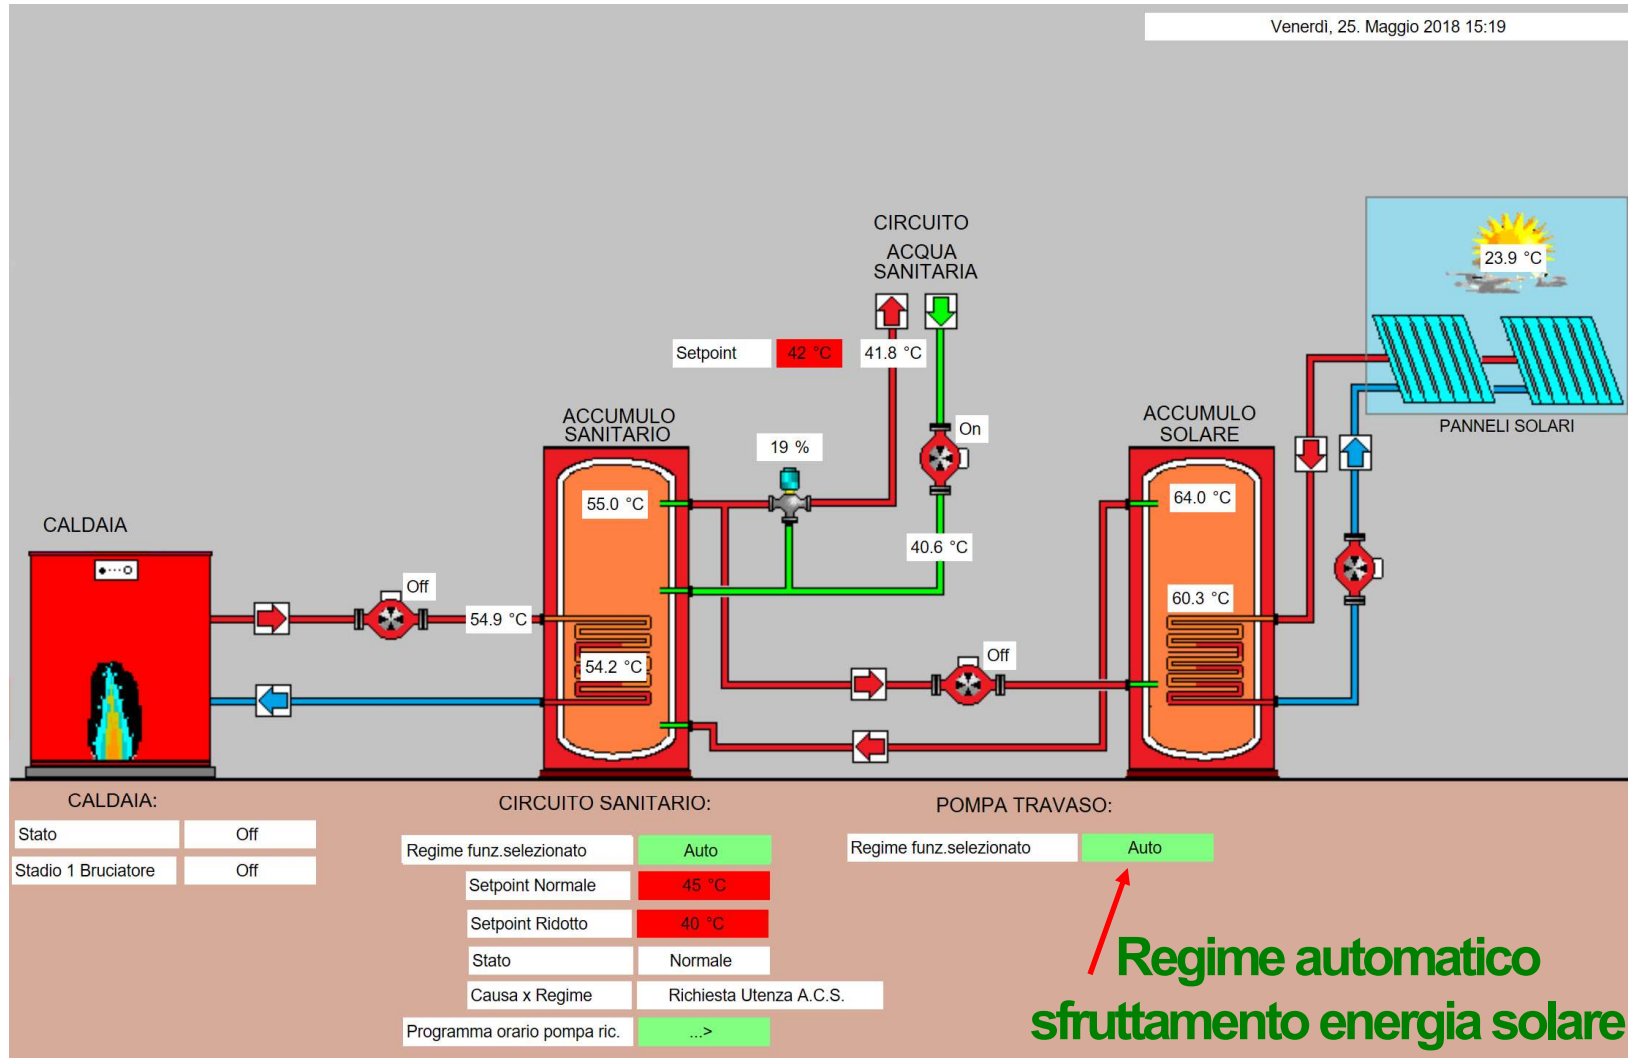 Venerdì, 25. Maggio 2018 15:19
CIRCUITO
ACQUA
SANITARIA
23.9 °C
Setpoint 42 °C 41.8 °C
PANNELI SOLARI
ACCUMULO
SANITARIO
On
ACCUMULO
SOLARE
19 %
55.0 °C
64.0 °C
CALDAIA
40.6 °C
Off
60.3 °C
54.9 °C
54.2 °C
Off
CALDAIA:
Stato Off
Stadio 1 Bruciatore Off
CIRCUITO SANITARIO:
Regime funz.selezionato Auto
Setpoint Normale 45 °C
Setpoint Ridotto 40 °C
Stato Normale
Causa x Regime Richiesta Utenza A.C.S.
Programma orario pompa ric. ...>
POMPA TRAVASO:
Regime funz.selezionato Auto
Regime automatico
sfruttamento energia solare